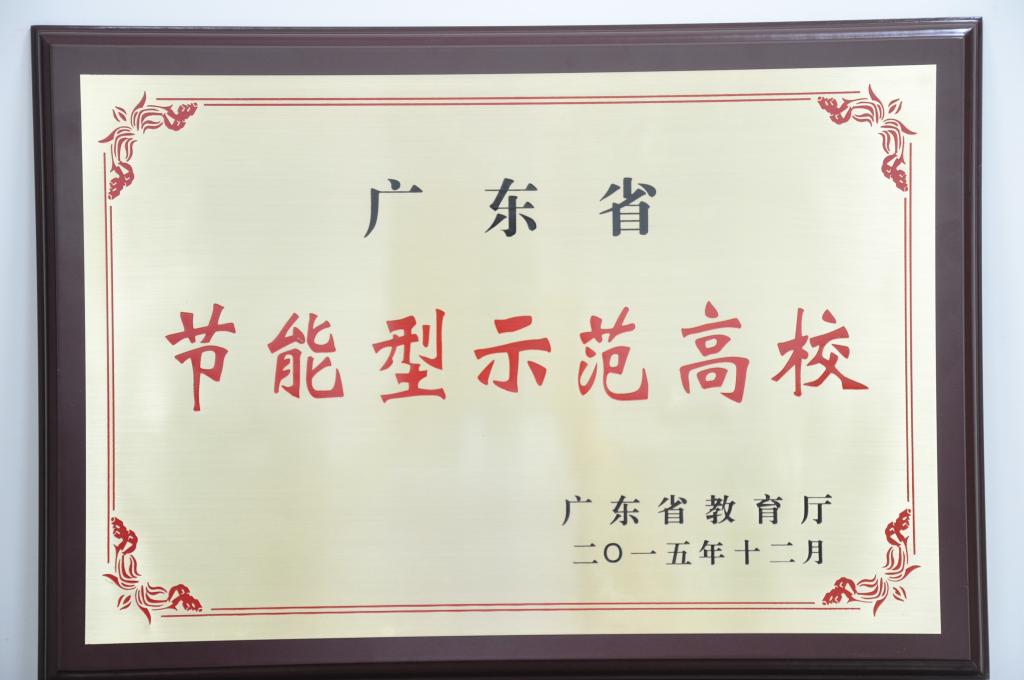 广东省
节能型示范高校
广东省教育厅
二〇一五年十二月